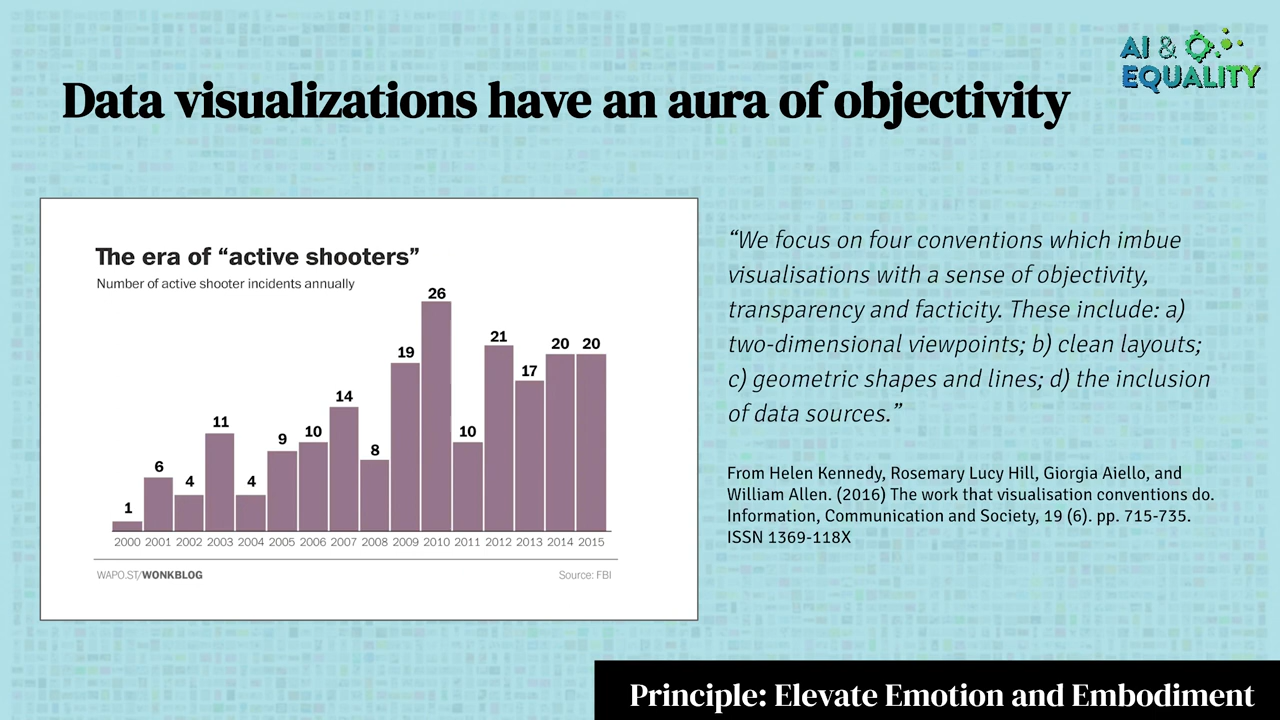 AI &
EQUALITY
Data visualizations have an aura of objectivity
The era of “active shooters”
Number of active shooter incidents annually
1
6
4
11
4
9
10
14
8
19
26
10
21
17
20
20
2000 2001 2002 2003 2004 2005 2006 2007 2008 2009 2010 2011 2012 2013 2014 2015
WAPO.ST/WONKBLOG
Source: FBI
“We focus on four conventions which imbue
visualisations with a sense of objectivity,
transparency and facticity. These include: a)
two-dimensional viewpoints; b) clean layouts;
c) geometric shapes and lines; d) the inclusion
of data sources.”
From Helen Kennedy, Rosemary Lucy Hill, Giorgia Aiello, and
William Allen. (2016) The work that visualisation conventions do.
Information, Communication and Society, 19 (6). pp. 715-735.
ISSN 1369-118X
Principle: Elevate Emotion and Embodiment